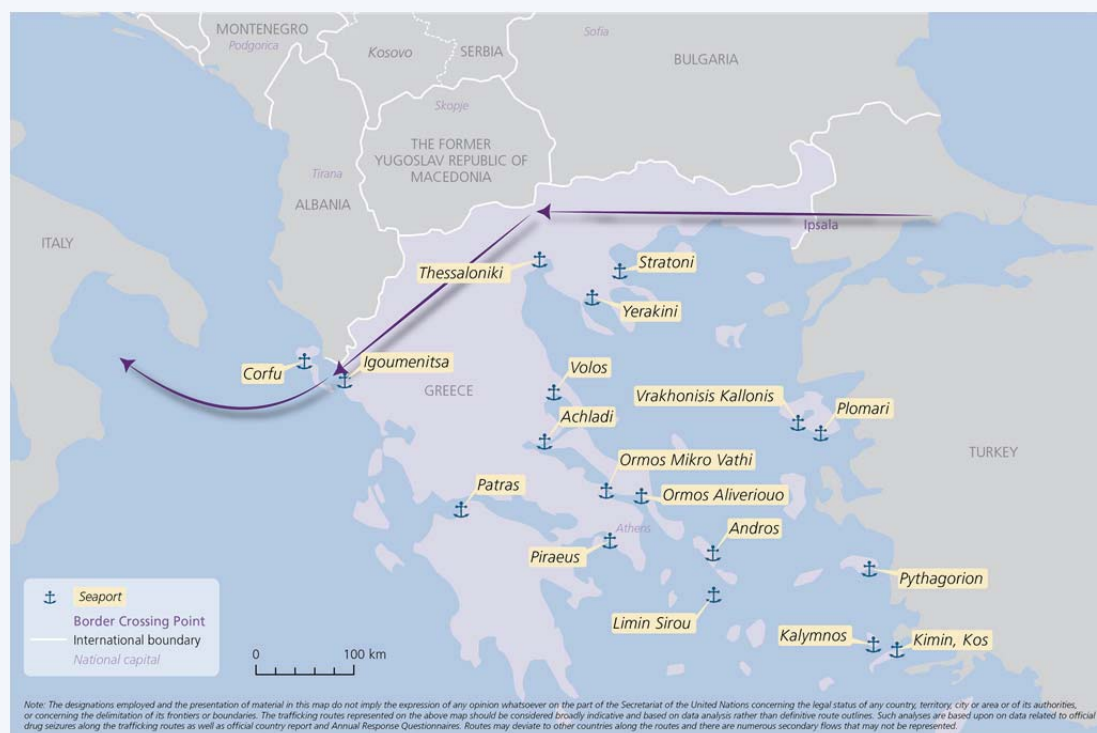 MONTENEGRO
Podgorica
Kosovo
SERBIA
Sofia
BULGARIA
Skopje
THE FORMER
YUGOSLAV REPUBLIC OF
MACEDONIA
Tirana
ALBANIA
ITALY
Ipsala
Thessaloniki
Stratoni
Yerakini
Corfu
Igoumenitsa
GREECE
Volos
Vrakhonisis Kallonis
Plomari
Achladi
TURKEY
Ormos Mikro Vathi
Patras
Ormos Aliveriouo
Athens
Andros
Piraeus
Pythagorion
Limin Sirou
Kalymnos
Kimin, Kos
Seaport
Border Crossing Point
International boundary
National capital
0
100 km
Note: The designations employed and the presentation of material in this map do not imply the expression of any opinion whatsoever on the part of the Secretariat of the United Nations concerning the legal status of any country, territory, city or area or of its authorities,
or concerning the delimitation of its frontiers or boundaries. The trafficking routes represented on the above map should be considered broadly indicative and based on data analysis rather than definitive route outlines. Such analyses are based upon on data related to official
drug seizures along the trafficking routes as well as official country report and Annual Response Questionnaires. Routes may deviate to other countries along the routes and there are numerous secondary flows that may not be represented.